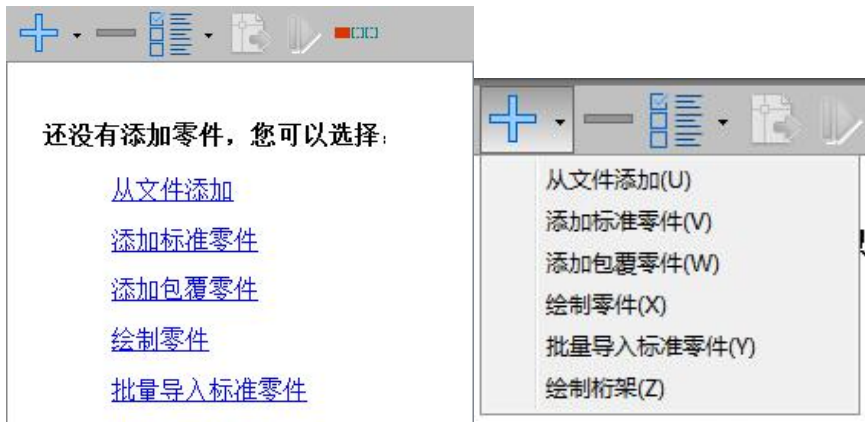 还没有添加零件，您可以选择：
从文件添加
添加标准零件
添加包覆零件
绘制零件
批量导入标准零件
从文件添加(U)
添加标准零件(V)
添加包覆零件(W)
绘制零件(X)
批量导入标准零件(Y)
绘制桁架(Z)